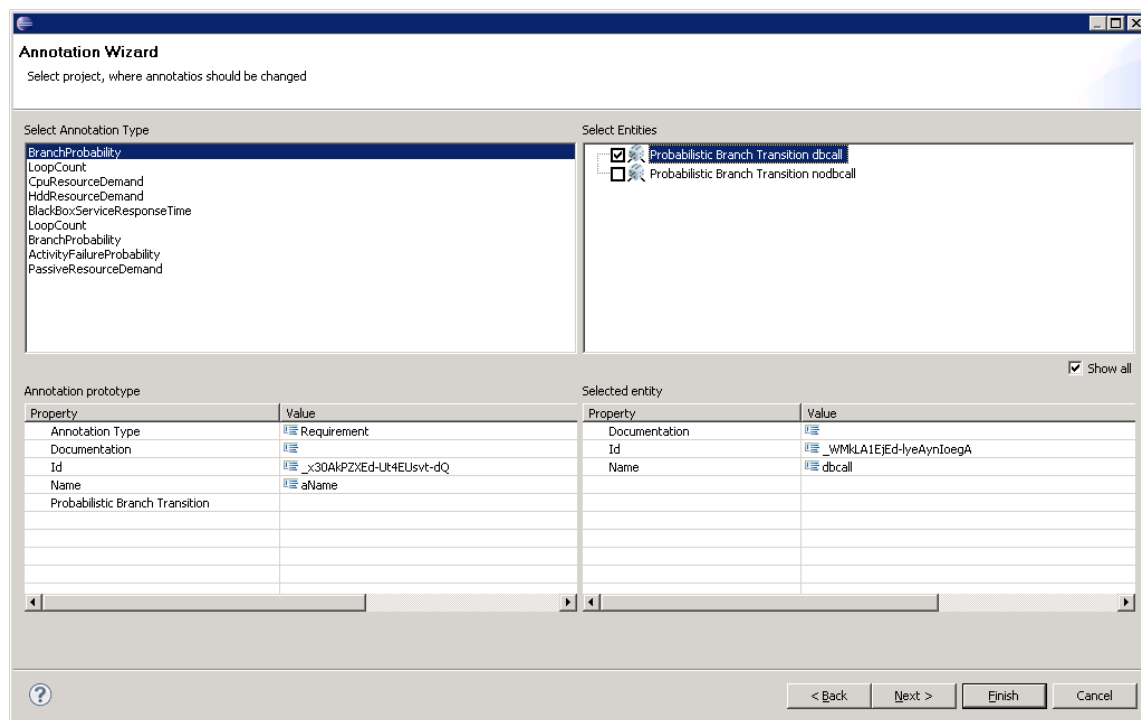 Annotation Wizard
Select project, where annotatios should be changed
Select Annotation Type
BranchProbability
LoopCount
CpuResourceDemand
HddResourceDemand
BlackBoxServiceResponseTime
LoopCount
BranchProbability
ActivityFailureProbability
PassiveResourceDemand
Select Entities
Probabilistic Branch Transition dbcall
Probabilistic Branch Transition nodbcall
Show all
Annotation prototype
Property Value
Annotation Type Requirement
Documentation
Id _x30AkPZXEd-Ut4EUsvt-dQ
Name aName
Probabilistic Branch Transition
Selected entity
Property Value
Documentation
Id _WMkLA1EjEd-lyeAynIoegA
Name dbcall
?
< Back Next > Finish Cancel